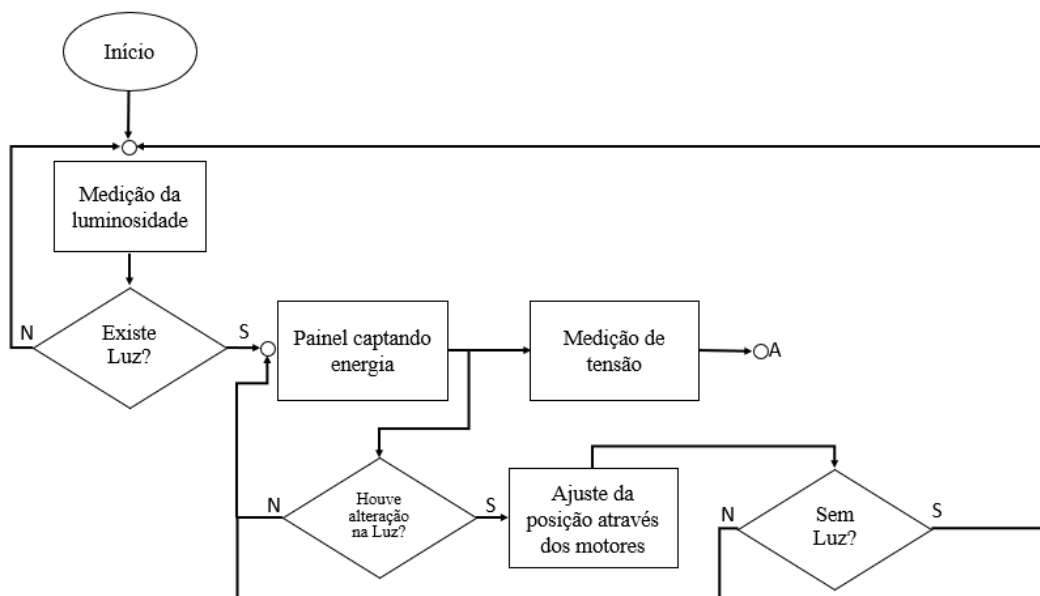 Início
Medição da
luminosidade
N
Existe
Luz?
S
Painel captando
energia
Medição de
tensão
A
N
Houve
alteração
na Luz?
S
Ajuste da
posição através
dos motores
N
Sem
Luz?
S